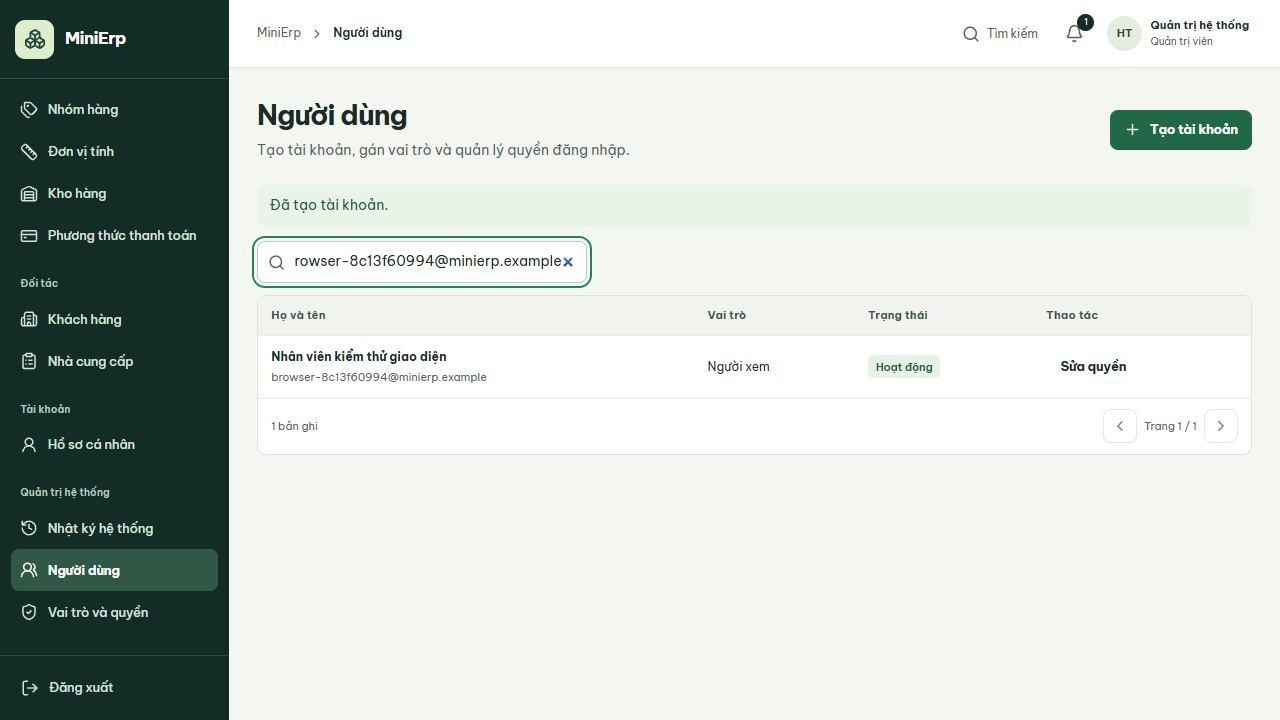 MiniErp
Nhóm hàng
Đơn vị tính
Kho hàng
Phương thức thanh toán
Đối tác
Khách hàng
Nhà cung cấp
Tài khoản
Hồ sơ cá nhân
Quản trị hệ thống
Nhật ký hệ thống
Người dùng
Vai trò và quyền
Đăng xuất
MiniErp > Người dùng
Tìm kiếm
1
HT
Quản trị hệ thống
Quản trị viên
Người dùng
Tạo tài khoản, gán vai trò và quản lý quyền đăng nhập.
+ Tạo tài khoản
Đã tạo tài khoản.
rowser-8c13f60994@minierp.example
Họ và tên Vai trò Trạng thái Thao tác
Nhân viên kiểm thử giao diện
browser-8c13f60994@minierp.example
Người xem
Hoạt động
Sửa quyền
1 bản ghi
Trang 1 / 1